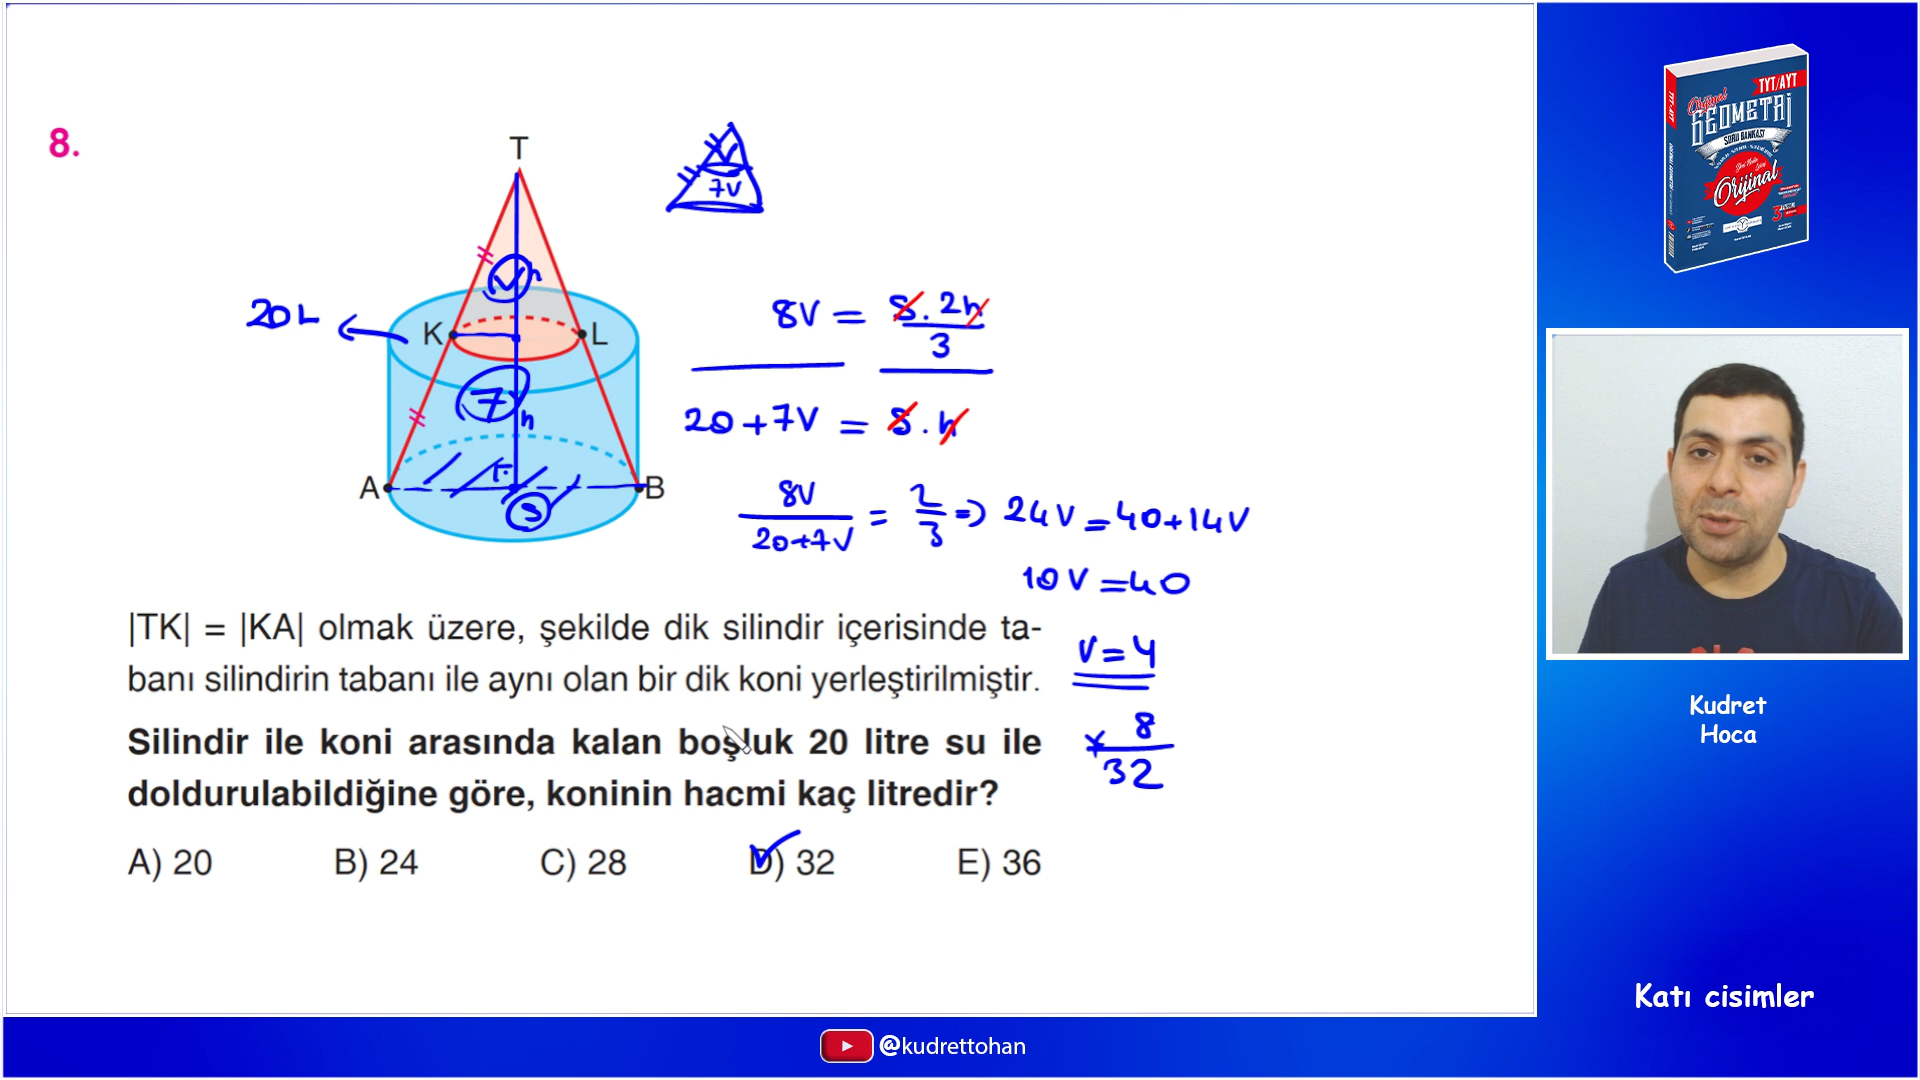 8.
T
V
7V
V h
20L
K
L
7
h
A
r
S
B
8V = S.2h
3
20+7V = S.h
8V
20+7V
= 2
3
⇒ 24V = 40+14V
10V = 40
V = 4
x 8
32
|TK| = |KA| olmak üzere, şekilde dik silindir içerisinde ta-
banı silindirin tabanı ile aynı olan bir dik koni yerleştirilmiştir.
Silindir ile koni arasında kalan boşluk 20 litre su ile
doldurulabildiğine göre, koninin hacmi kaç litredir?
A) 20 B) 24 C) 28 D) 32 E) 36
TYT/AYT
Orijinal
GEOMETRİ
SORU BANKASI
Orijinal
Kudret
Hoca
Katı cisimler
@kudrettohan